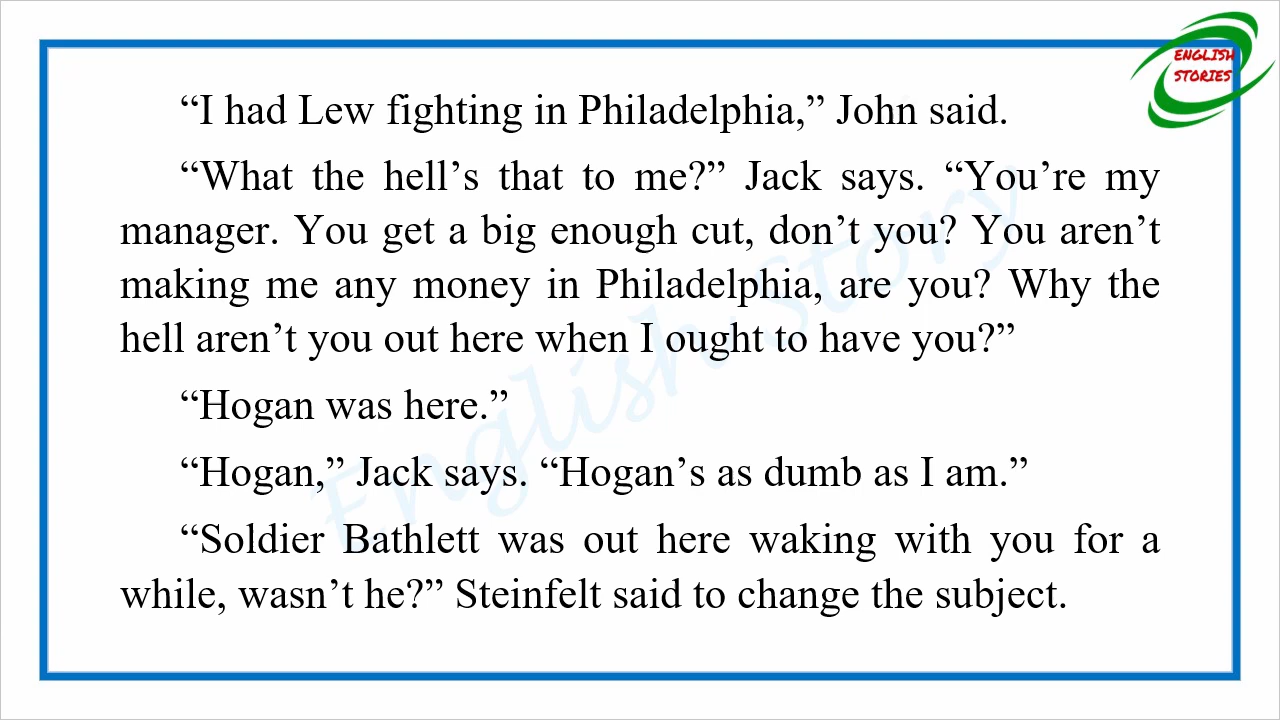 ENGLISH
STORIES
“I had Lew fighting in Philadelphia,” John said.
“What the hell’s that to me?” Jack says. “You’re my
manager. You get a big enough cut, don’t you? You aren’t
making me any money in Philadelphia, are you? Why the
hell aren’t you out here when I ought to have you?”
“Hogan was here.”
“Hogan,” Jack says. “Hogan’s as dumb as I am.”
“Soldier Bathlett was out here waking with you for a
while, wasn’t he?” Steinfelt said to change the subject.
English Story